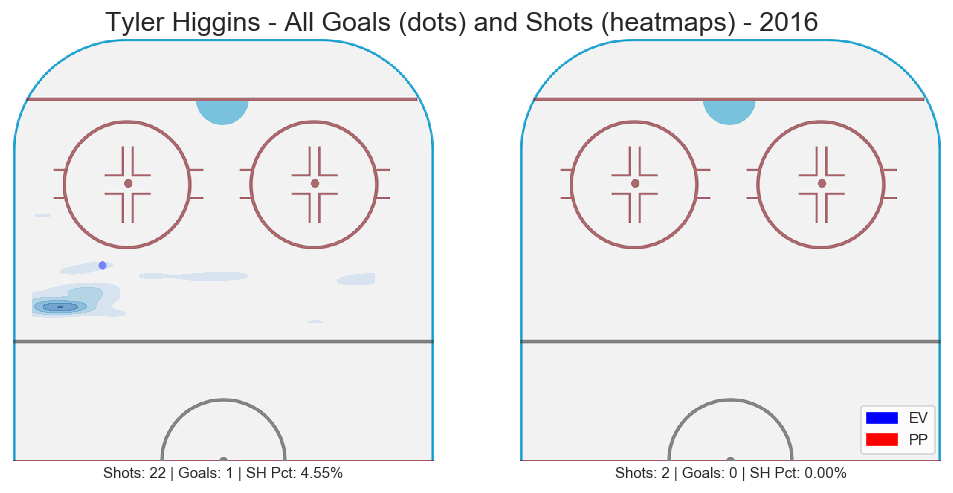 Tyler Higgins - All Goals (dots) and Shots (heatmaps) - 2016
EV
PP
Shots: 22 | Goals: 1 | SH Pct: 4.55%
Shots: 2 | Goals: 0 | SH Pct: 0.00%